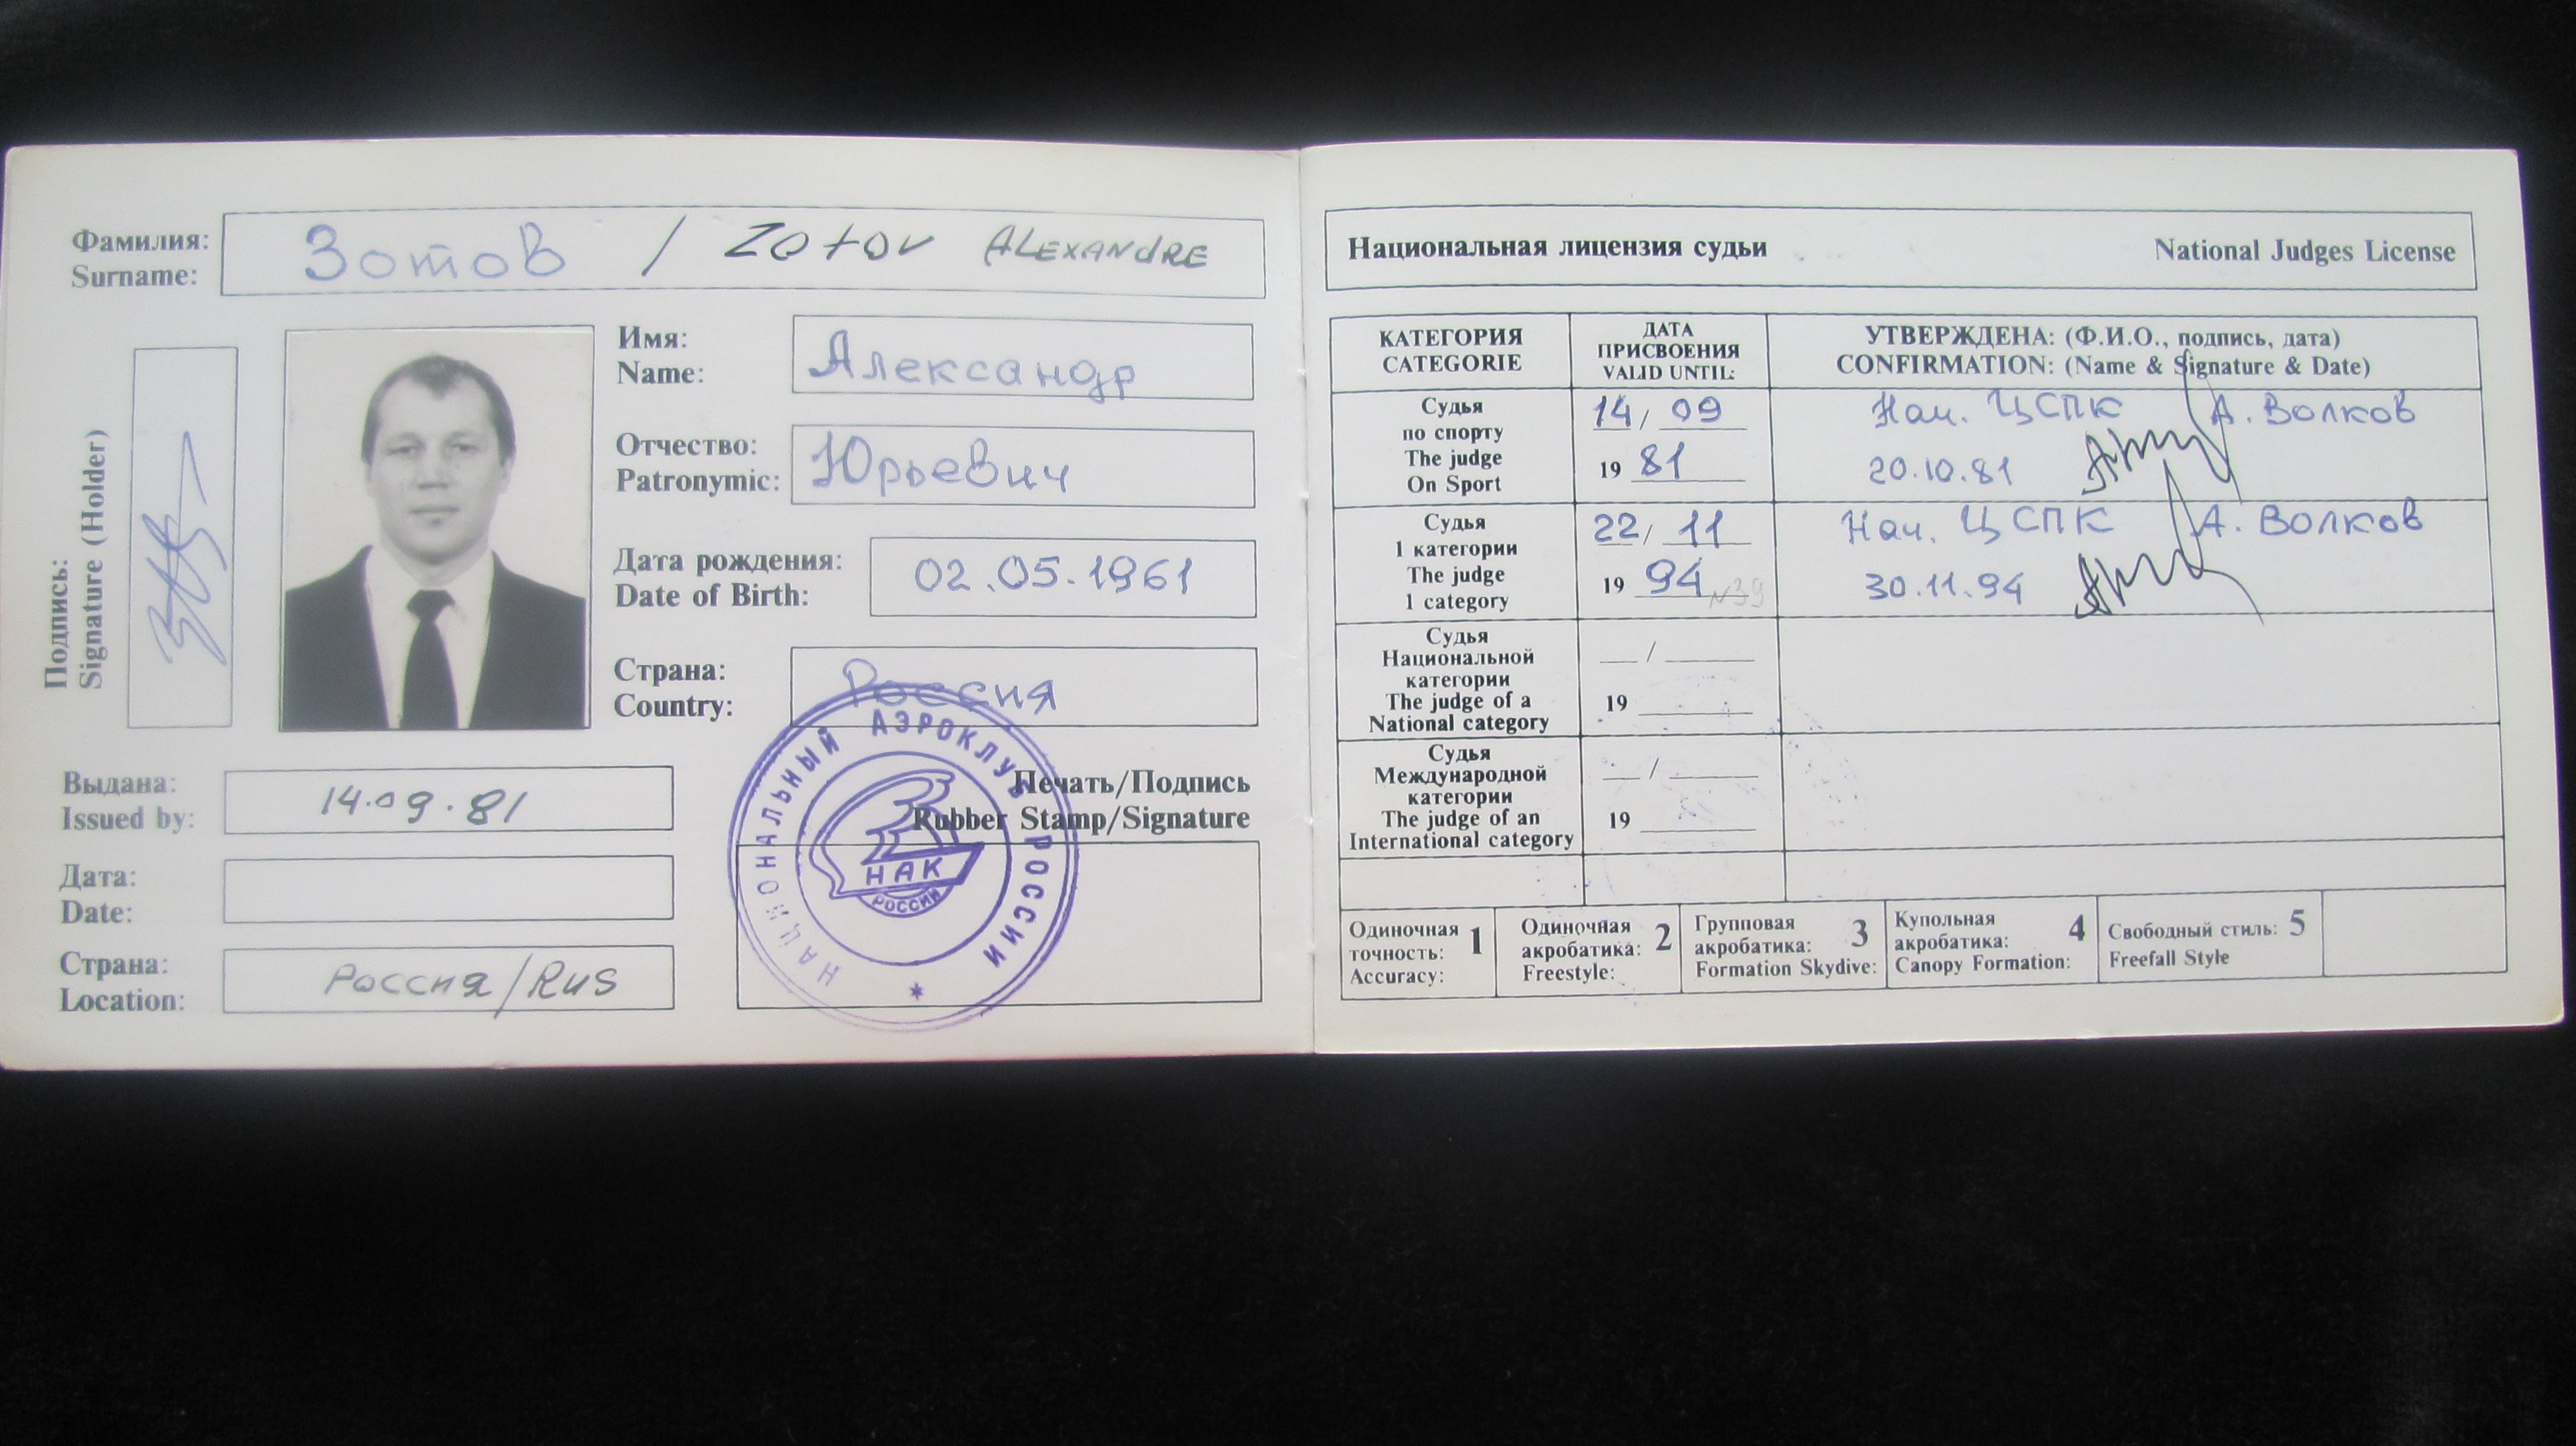 Фамилия:
Surname:
Зотов / Zotov ALEXANDRE
Подпись:
Signature (Holder)
Имя:
Name:
Александр
Отчество:
Patronymic:
Юрьевич
Дата рождения:
Date of Birth:
02.05.1961
Страна:
Country:
Россия
Выдана:
Issued by:
14.09.81
Дата:
Date:
Страна:
Location:
Россия/RUS
Печать/Подпись
Rubber Stamp/Signature
НАЦИОНАЛЬНЫЙ АЭРОКЛУБ РОССИИ
НАК
РОССИИ
Национальная лицензия судьи National Judges License
КАТЕГОРИЯ
CATEGORIE
ДАТА
ПРИСВОЕНИЯ
VALID UNTIL:
УТВЕРЖДЕНА: (Ф.И.О., подпись, дата)
CONFIRMATION: (Name & Signature & Date)
Судья
по спорту
The judge
On Sport
14/ 09
19 81
Нач. ЦСПК А. Волков
20.10.81
Судья
1 категории
The judge
1 category
22/ 11
19 94 N39
Нач. ЦСПК А. Волков
30.11.94
Судья
Национальной
категории
The judge of a
National category
__/____
19 ____
Судья
Международной
категории
The judge of an
International category
__/____
19 ____
Одиночная
точность: 1
Accuracy:
Одиночная
акробатика: 2
Freestyle:
Групповая
акробатика: 3
Formation Skydive:
Купольная
акробатика: 4
Canopy Formation:
Свободный стиль: 5
Freefall Style